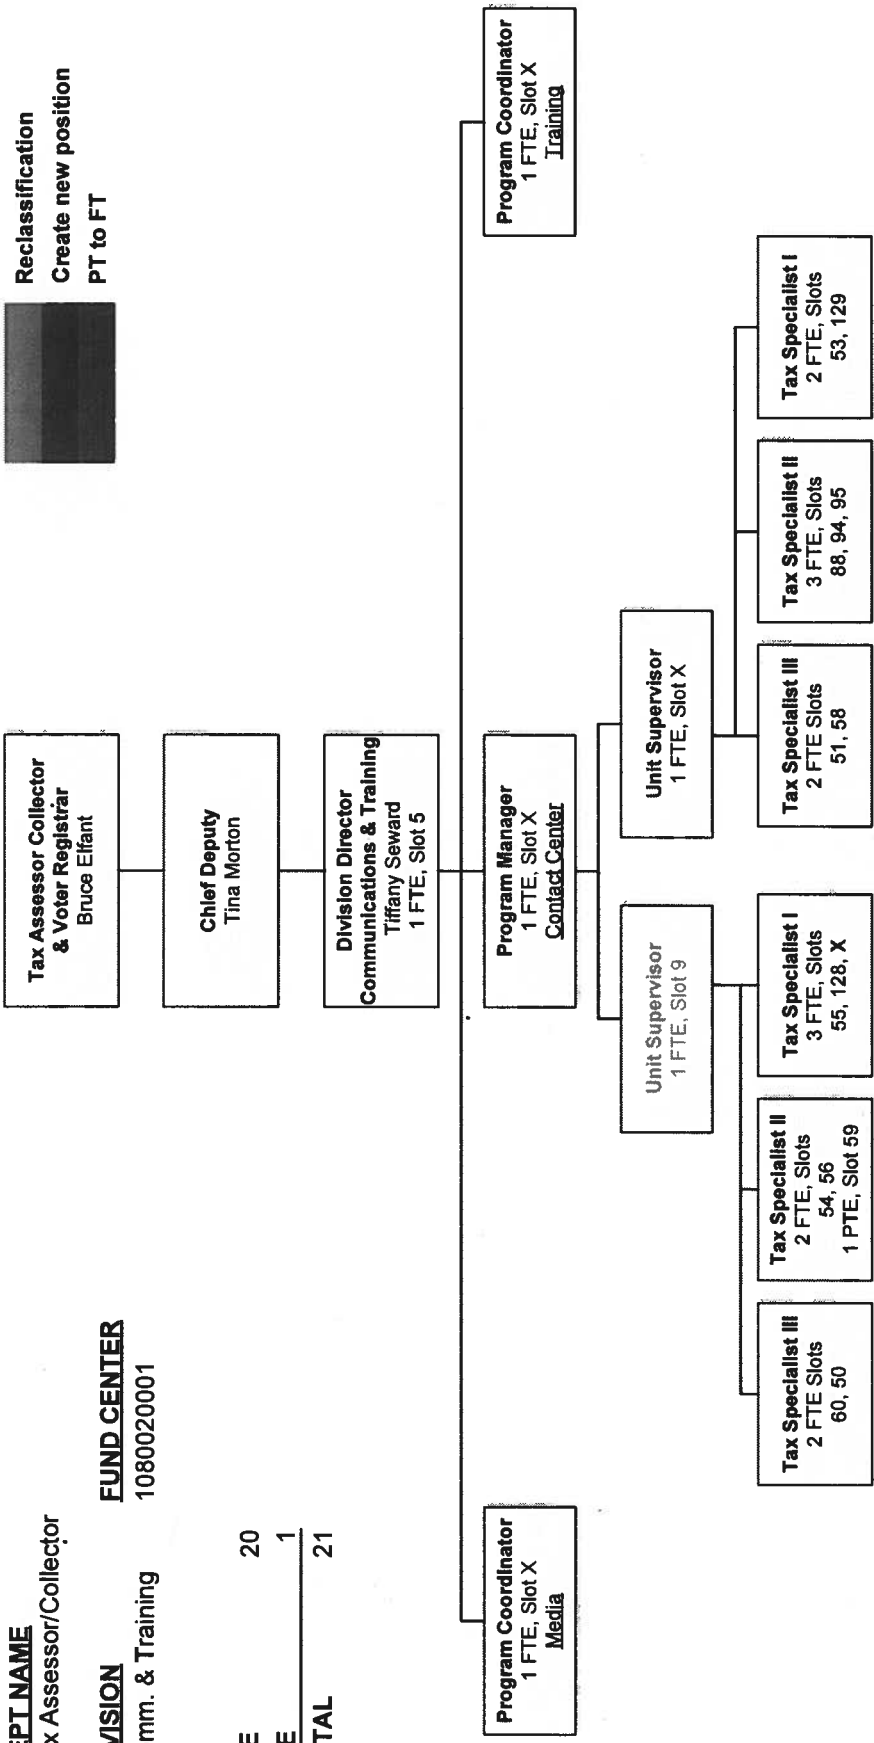 EPT NAME
x Assessor/Collector
VISION
FUND CENTER
mm. & Training
1080020001
E
20
E
1
TAL
21
Reclassification
Create new position
PT to FT
Tax Assessor Collector
& Voter Registrar
Bruce Elfant
Chief Deputy
Tina Morton
Division Director
Communications & Training
Tiffany Seward
1 FTE, Slot 5
Program Coordinator
1 FTE, Slot X
Media
Program Manager
1 FTE, Slot X
Contact Center
Program Coordinator
1 FTE, Slot X
Training
Unit Supervisor
1 FTE, Slot 9
Unit Supervisor
1 FTE, Slot X
Tax Specialist III
2 FTE Slots
60, 50
Tax Specialist II
2 FTE, Slots
54, 56
1 PTE, Slot 59
Tax Specialist I
3 FTE, Slots
55, 128, X
Tax Specialist III
2 FTE Slots
51, 58
Tax Specialist II
3 FTE, Slots
88, 94, 95
Tax Specialist I
2 FTE, Slots
53, 129